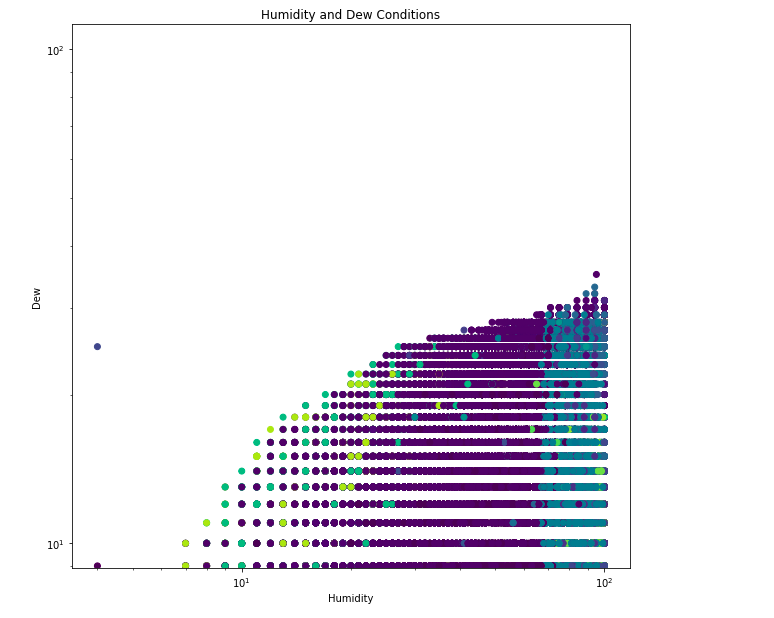 Humidity and Dew Conditions
10²
Dew
10¹
10¹
10²
Humidity